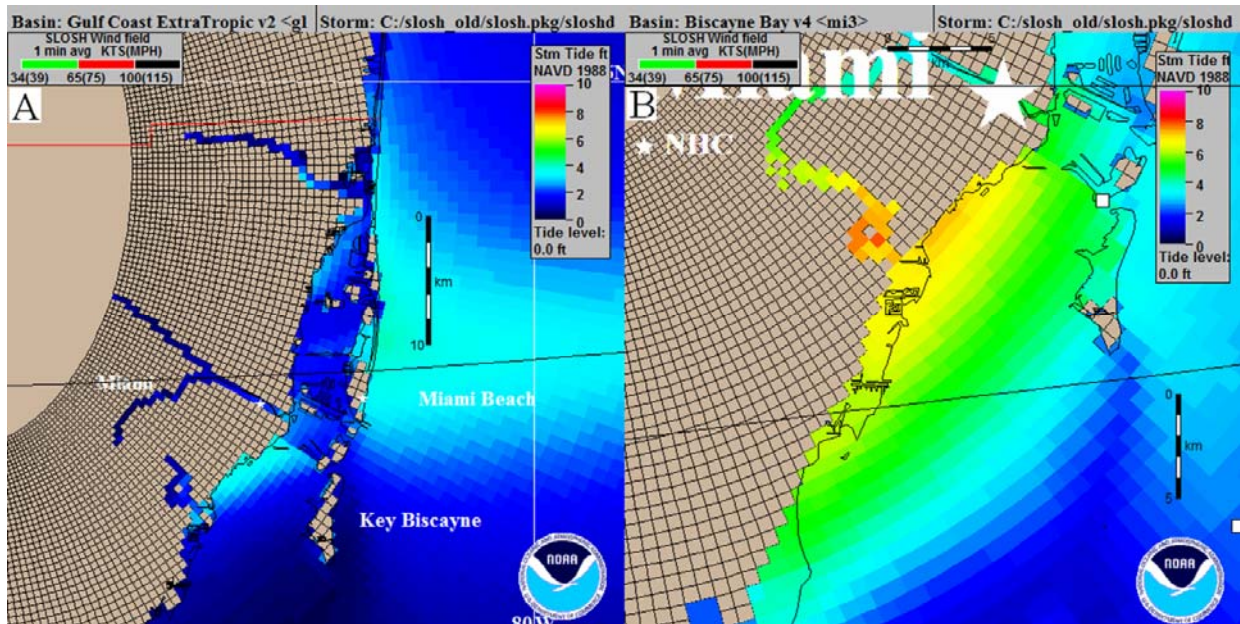 Basin: Gulf Coast ExtraTropic v2 <gl
Storm: C:/slosh_old/slosh.pkg/sloshd
SLOSH Wind field
1 min avg KTS(MPH)
34(39) 65(75) 100(115)
A
Stm Tide ft
NAVD 1988
10
8
6
4
2
0
Tide level:
0.0 ft
0
km
10
Miami
Miami Beach
Key Biscayne
80W
NOAA
Basin: Biscayne Bay v4 <mi3>
Storm: C:/slosh_old/slosh.pkg/sloshd
SLOSH Wind field
1 min avg KTS(MPH)
34(39) 65(75) 100(115)
B
km
NHC
Stm Tide ft
NAVD 1988
10
8
6
4
2
0
Tide level:
0.0 ft
0
km
5
NOAA